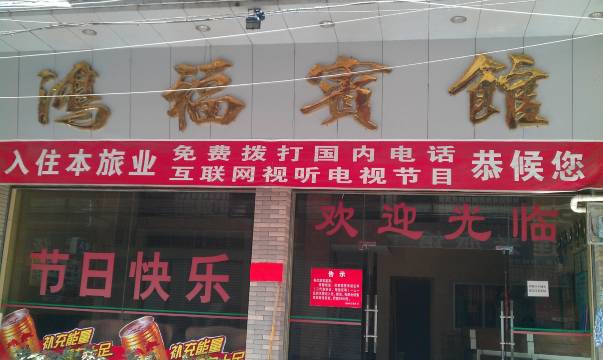 鸿福賓館
入住本旅业 免费拨打国内电话 恭候您
互联网视听电视节目
欢迎光临
节日快乐
告示
补充能量
补充能量